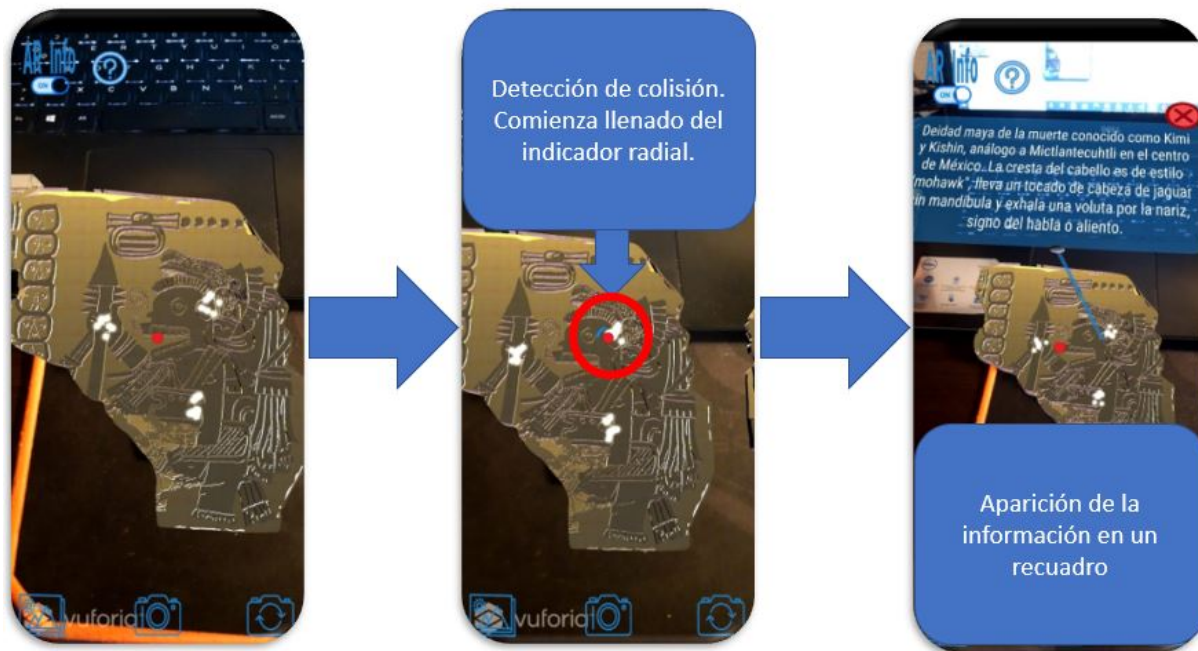 AR Info
ON
?
vuforia
Detección de colisión.
Comienza llenado del
indicador radial.
vuforia
AR Info
ON
?
Deidad maya de la muerte conocido como Kimi
y Kishin, análogo a Mictlantecuhtli en el centro
de México. La cresta del cabello es de estilo
"mohawk", lleva un tocado de cabeza de jaguar
sin mandíbula y exhala una voluta por la nariz,
signo del habla o aliento.
Aparición de la
información en un
recuadro